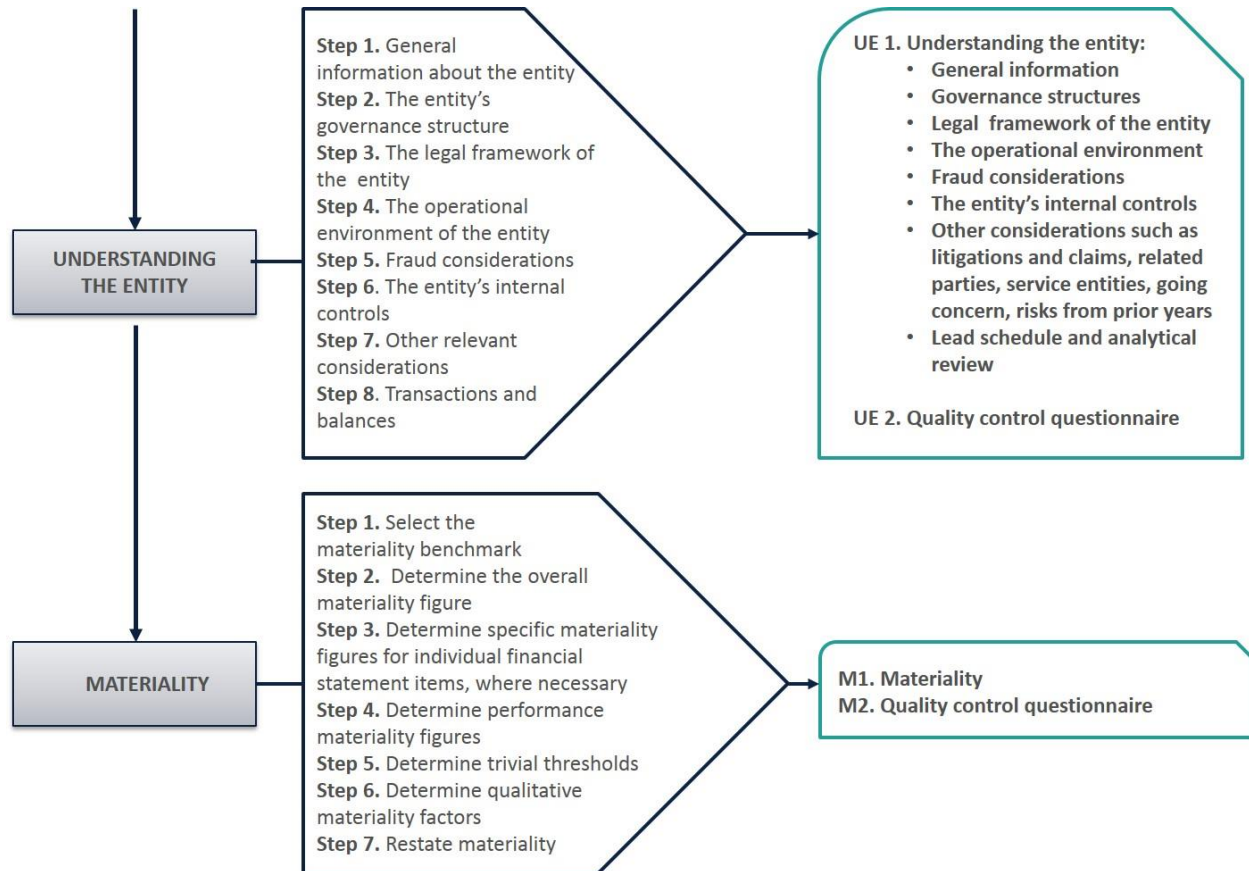 UNDERSTANDING
THE ENTITY
Step 1. General
information about the entity
Step 2. The entity’s
governance structure
Step 3. The legal framework of
the entity
Step 4. The operational
environment of the entity
Step 5. Fraud considerations
Step 6. The entity’s internal
controls
Step 7. Other relevant
considerations
Step 8. Transactions and
balances
UE 1. Understanding the entity:
• General information
• Governance structures
• Legal framework of the entity
• The operational environment
• Fraud considerations
• The entity’s internal controls
• Other considerations such as
litigations and claims, related
parties, service entities, going
concern, risks from prior years
• Lead schedule and analytical
review
UE 2. Quality control questionnaire
MATERIALITY
Step 1. Select the
materiality benchmark
Step 2. Determine the overall
materiality figure
Step 3. Determine specific materiality
figures for individual financial
statement items, where necessary
Step 4. Determine performance
materiality figures
Step 5. Determine trivial thresholds
Step 6. Determine qualitative
materiality factors
Step 7. Restate materiality
M1. Materiality
M2. Quality control questionnaire